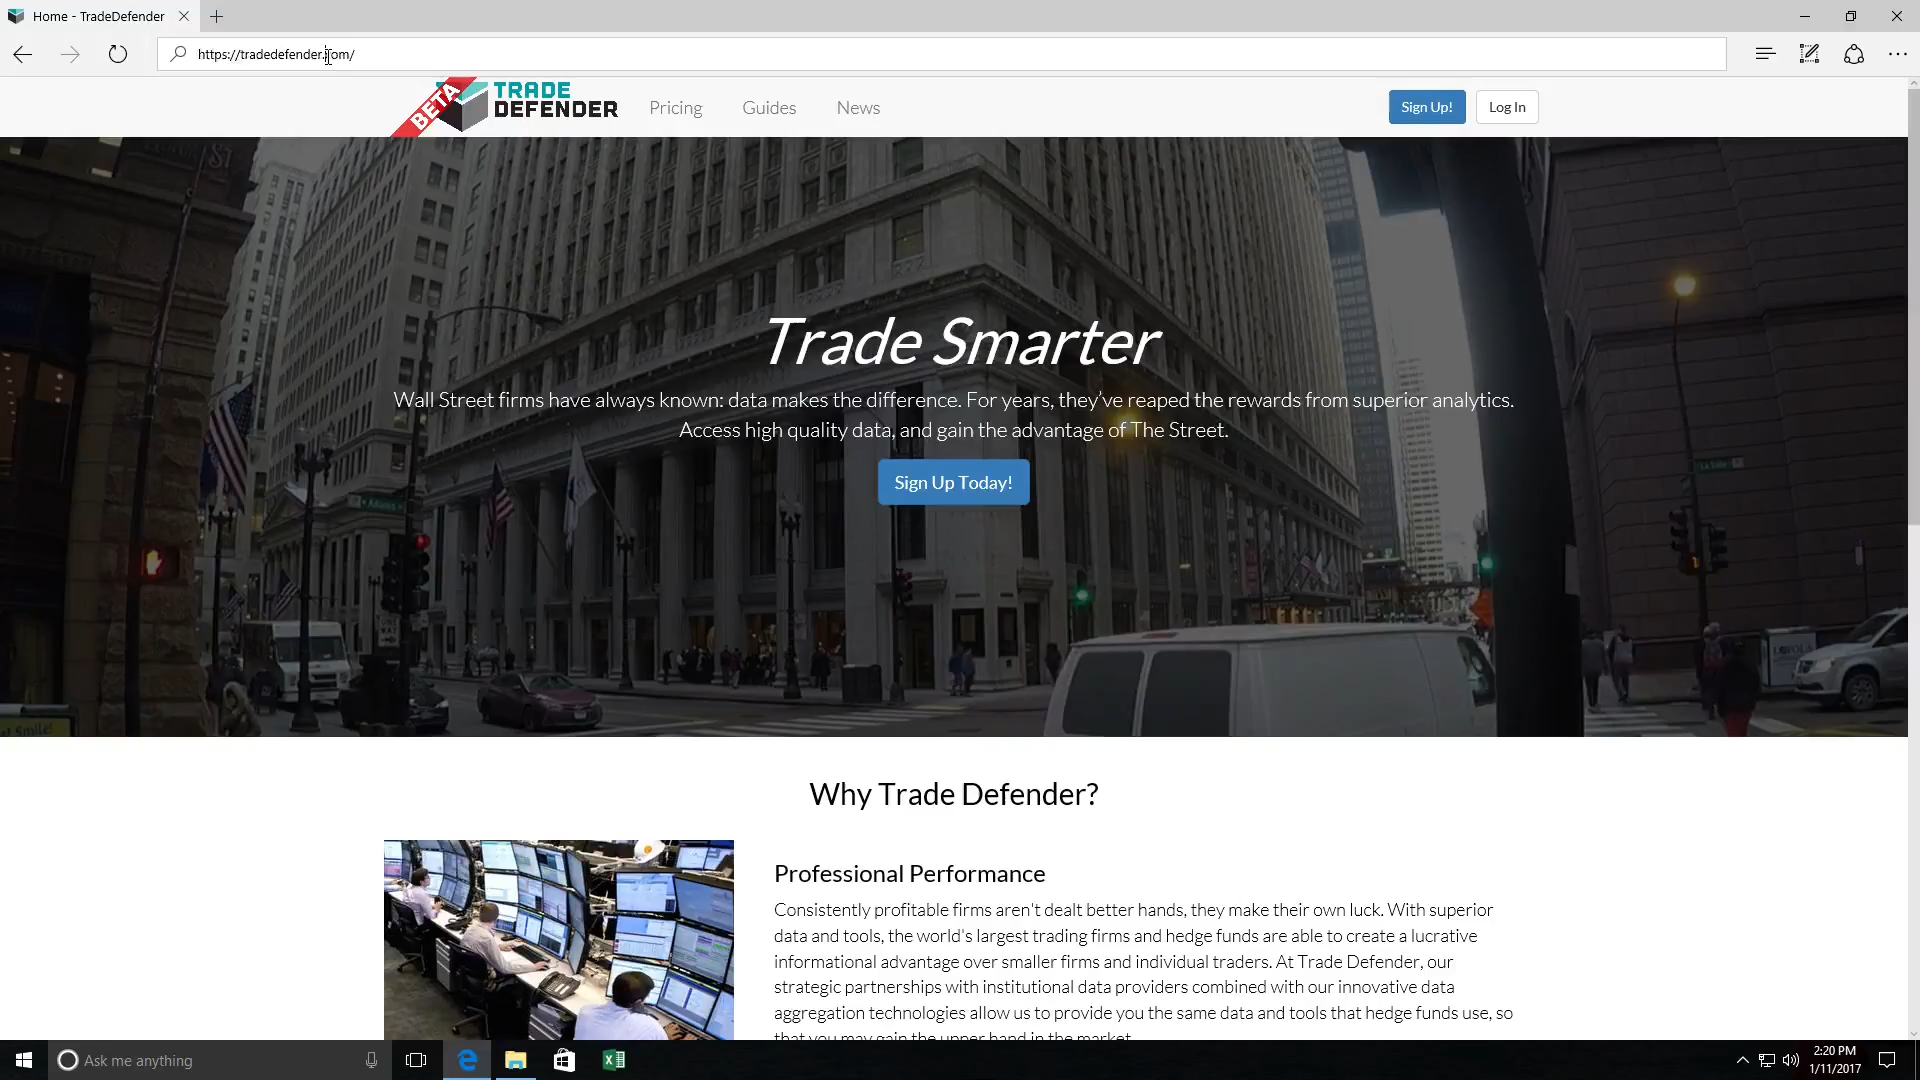 Home - TradeDefender
https://tradedefender.com/
BETA
TRADE
DEFENDER
Pricing
Guides
News
Sign Up!
Log In
Trade Smarter
Wall Street firms have always known: data makes the difference. For years, they've reaped the rewards from superior analytics.
Access high quality data, and gain the advantage of The Street.
Sign Up Today!
Why Trade Defender?
Professional Performance
Consistently profitable firms aren't dealt better hands, they make their own luck. With superior
data and tools, the world's largest trading firms and hedge funds are able to create a lucrative
informational advantage over smaller firms and individual traders. At Trade Defender, our
strategic partnerships with institutional data providers combined with our innovative data
aggregation technologies allow us to provide you the same data and tools that hedge funds use, so
that you may gain the upper hand in the market.
Ask me anything
2:20 PM
1/11/2017